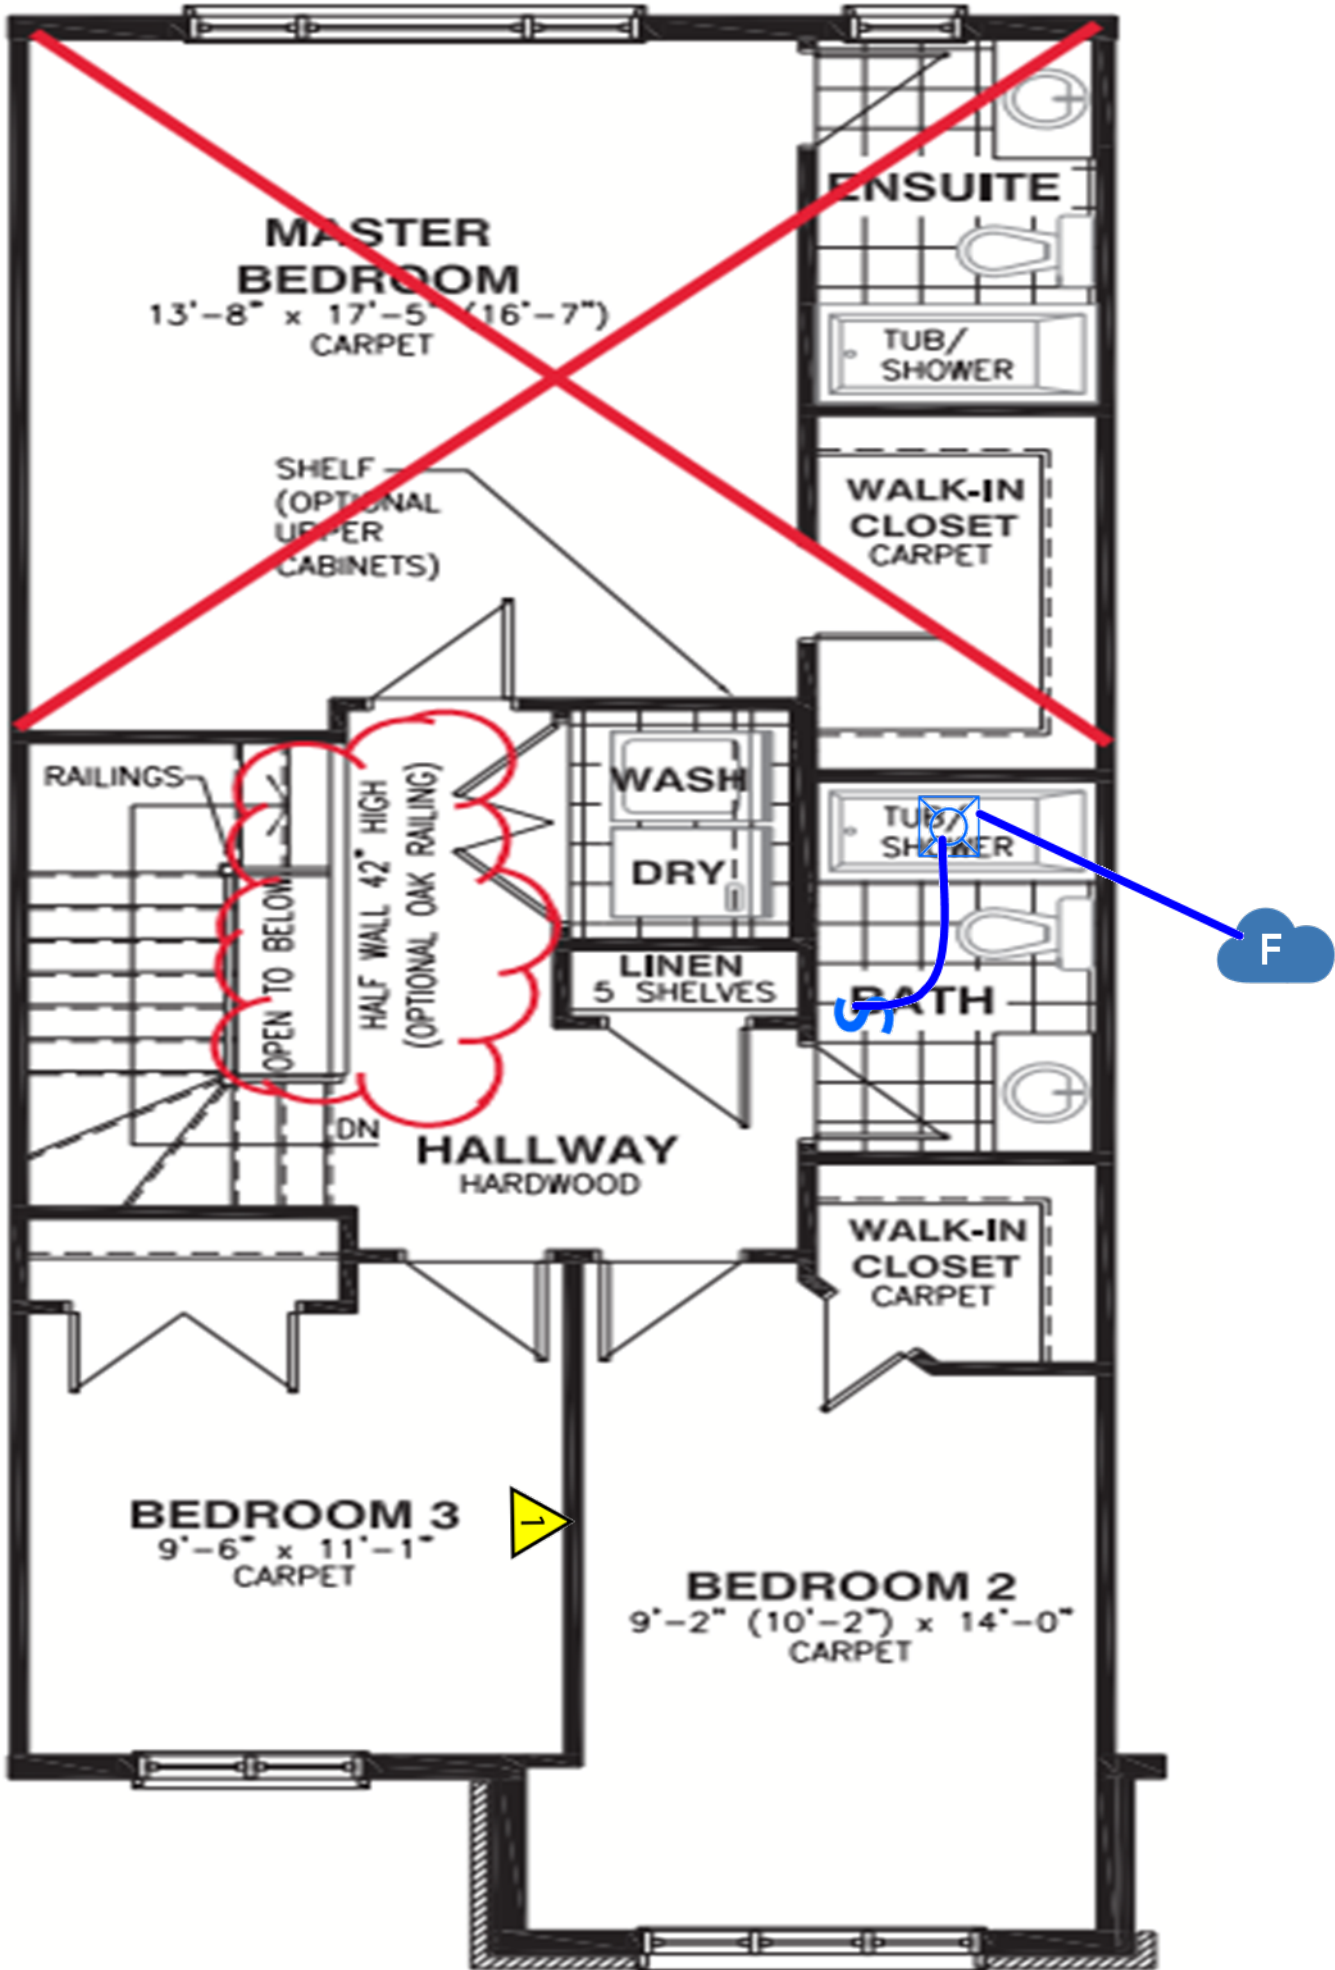 ENSUITE
MASTER
BEDROOM
13'-8" x 17'-5" (16'-7")
CARPET
TUB/
SHOWER
SHELF
(OPTIONAL
UPPER
CABINETS)
WALK-IN
CLOSET
CARPET
RAILINGS
OPEN TO BELOW
HALF WALL 42" HIGH
(OPTIONAL OAK RAILING)
WASH
DRY
TUB/
SHOWER
F
LINEN
5 SHELVES
BATH
S
DN
HALLWAY
HARDWOOD
WALK-IN
CLOSET
CARPET
BEDROOM 3
9'-6" x 11'-1"
CARPET
1
BEDROOM 2
9'-2" (10'-2") x 14'-0"
CARPET